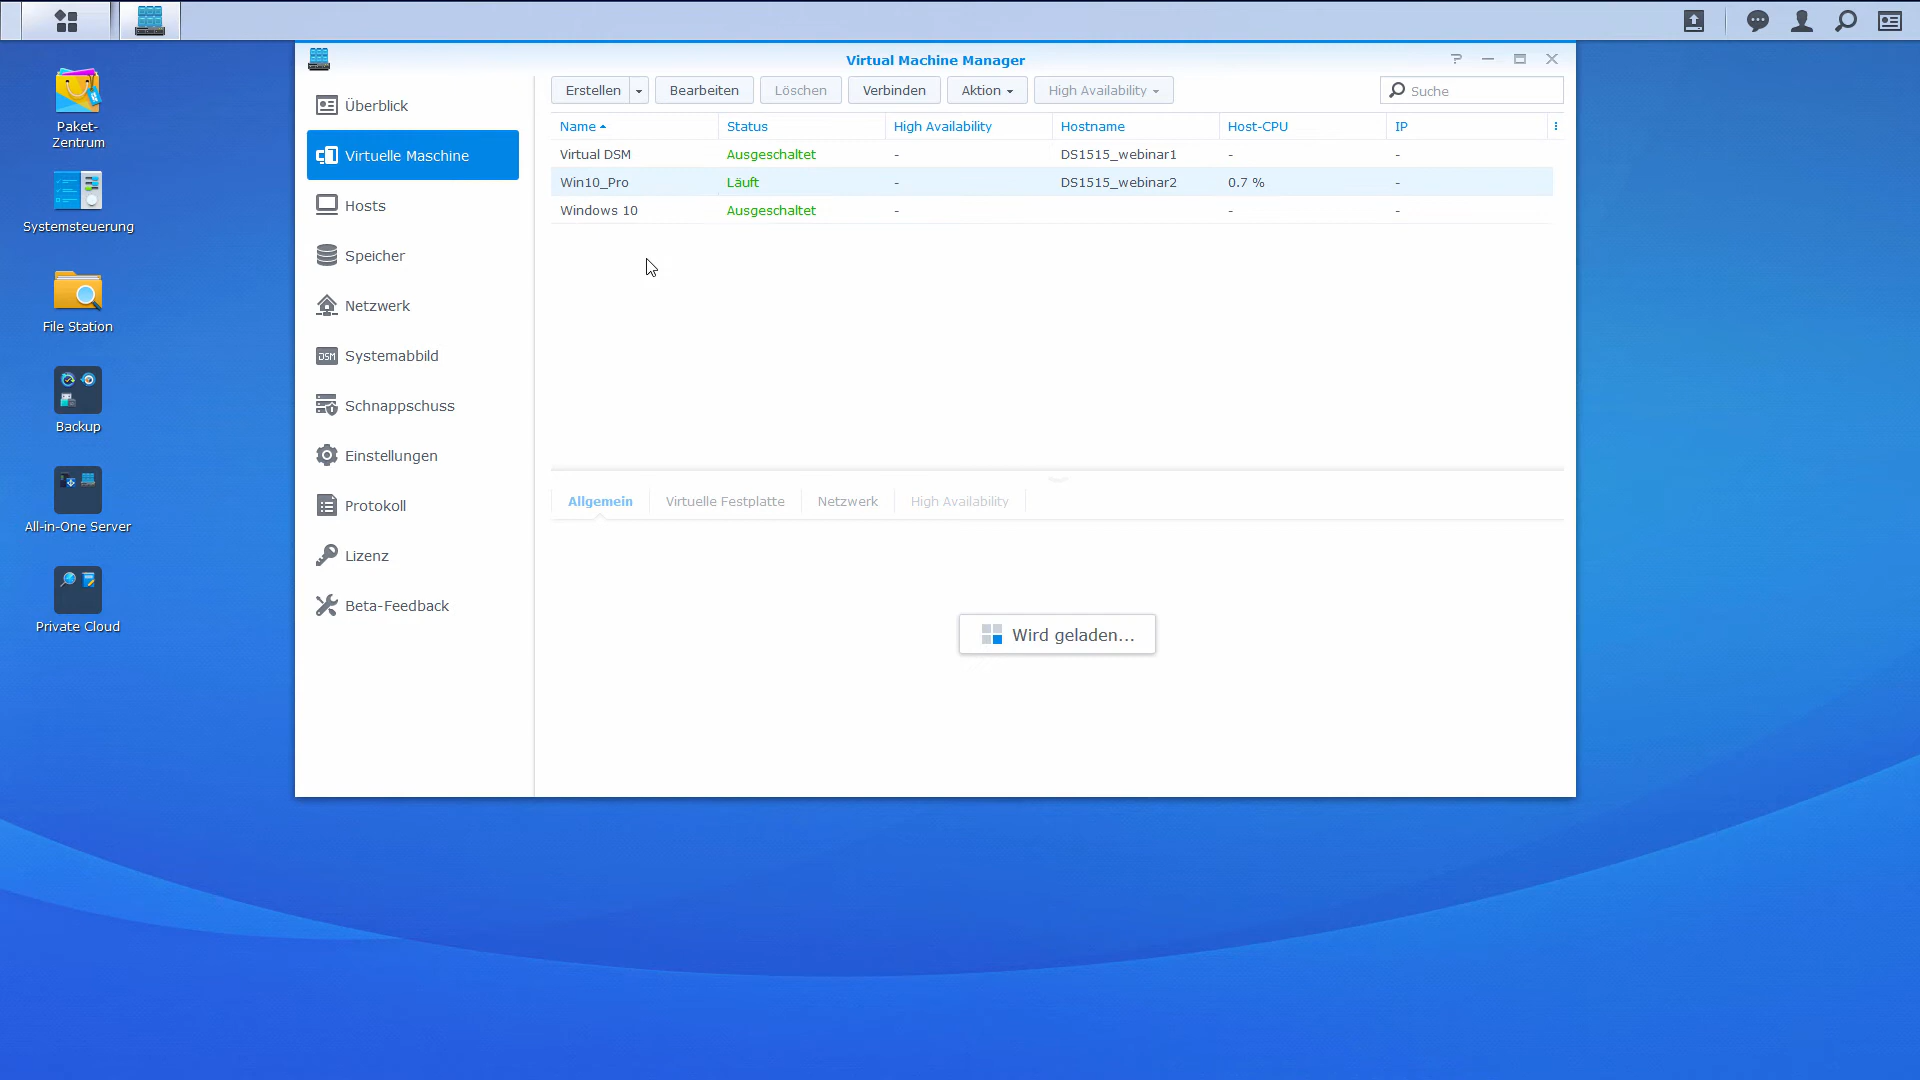 Virtual Machine Manager
Paket-
Zentrum
Systemsteuerung
File Station
Backup
All-in-One Server
Private Cloud
Überblick
Virtuelle Maschine
Hosts
Speicher
Netzwerk
DSM
Systemabbild
Schnappschuss
Einstellungen
Protokoll
Lizenz
Beta-Feedback
Erstellen Bearbeiten Löschen Verbinden Aktion High Availability Suche
Name Status High Availability Hostname Host-CPU IP
Virtual DSM Ausgeschaltet - DS1515_webinar1 - -
Win10_Pro Läuft - DS1515_webinar2 0.7 % -
Windows 10 Ausgeschaltet - - -
Allgemein Virtuelle Festplatte Netzwerk High Availability
Wird geladen...